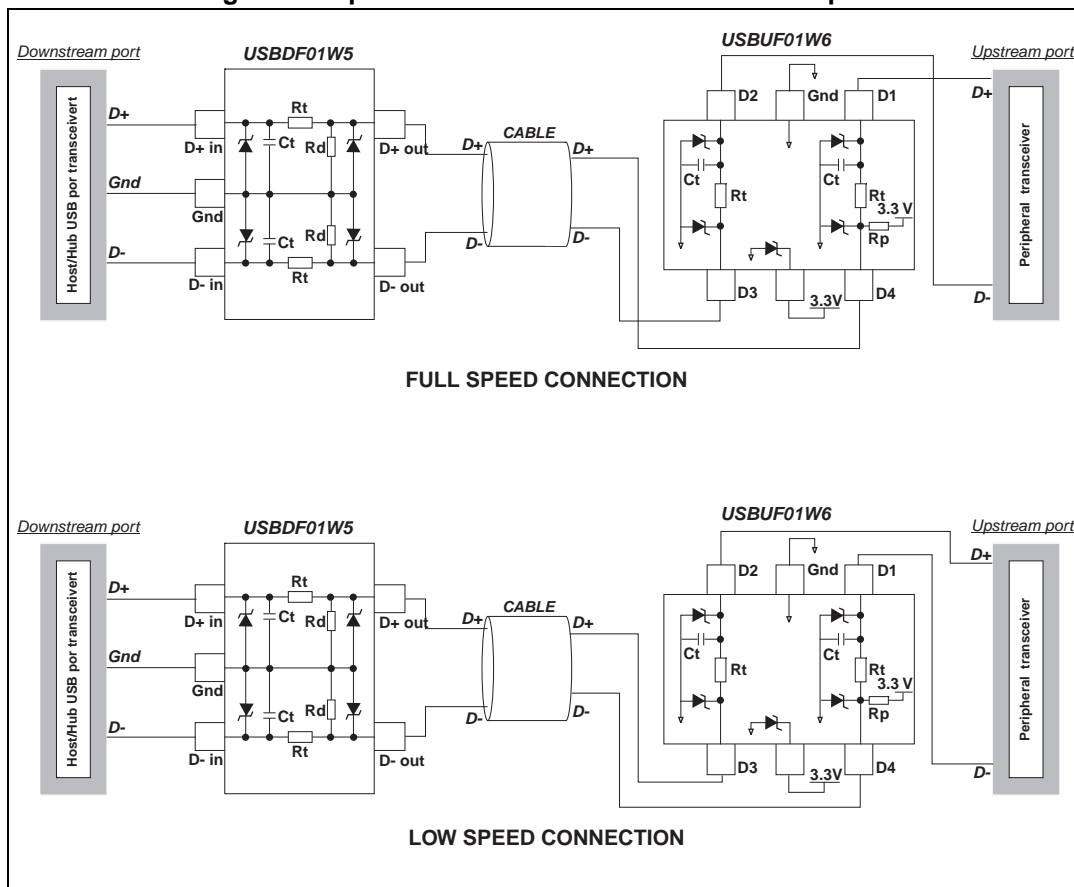 Downstream port
USBDF01W5
USBUF01W6
Upstream port
Host/Hub USB por transceivert
D+
Gnd
D-
D+ in
Gnd
D- in
Rt
Ct
Rd
Ct
Rd
Rt
D+ out
D- out
CABLE
D+
D-
D+
D-
D2
Gnd
D1
Ct
Rt
Ct
Rt
3.3 V
Rp
D3
3.3V
D4
D+
D-
Peripheral transceiver
FULL SPEED CONNECTION
Downstream port
USBDF01W5
USBUF01W6
Upstream port
Host/Hub USB por transceivert
D+
Gnd
D-
D+ in
Gnd
D- in
Rt
Ct
Rd
Ct
Rd
Rt
D+ out
D- out
CABLE
D+
D-
D+
D-
D2
Gnd
D1
Ct
Rt
Ct
Rt
3.3 V
Rp
D3
3.3V
D4
D+
D-
Peripheral transceiver
LOW SPEED CONNECTION